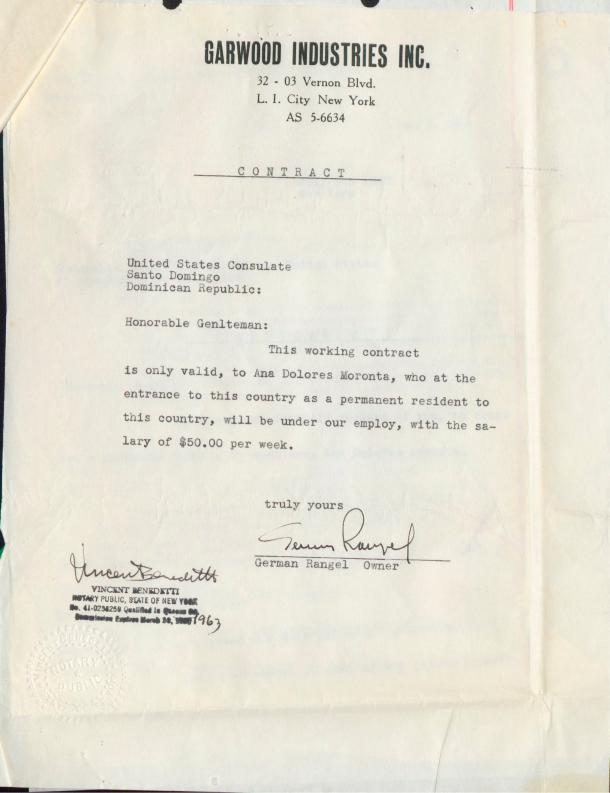 GARWOOD INDUSTRIES INC.
32 - 03 Vernon Blvd.
L. I. City New York
AS 5-6634
CONTRACT
United States Consulate
Santo Domingo
Dominican Republic:
Honorable Genlteman:
This working contract
is only valid, to Ana Dolores Moronta, who at the
entrance to this country as a permanent resident to
this country, will be under our employ, with the sa-
lary of $50.00 per week.
truly yours
German Rangel
German Rangel Owner
Vincent Benedetti
VINCENT BENEDETTI
NOTARY PUBLIC, STATE OF NEW YORK
No. 41-0256259 Qualified in Queens Co.
Commission Expires March 30, 1963
NOTARY
PUBLIC